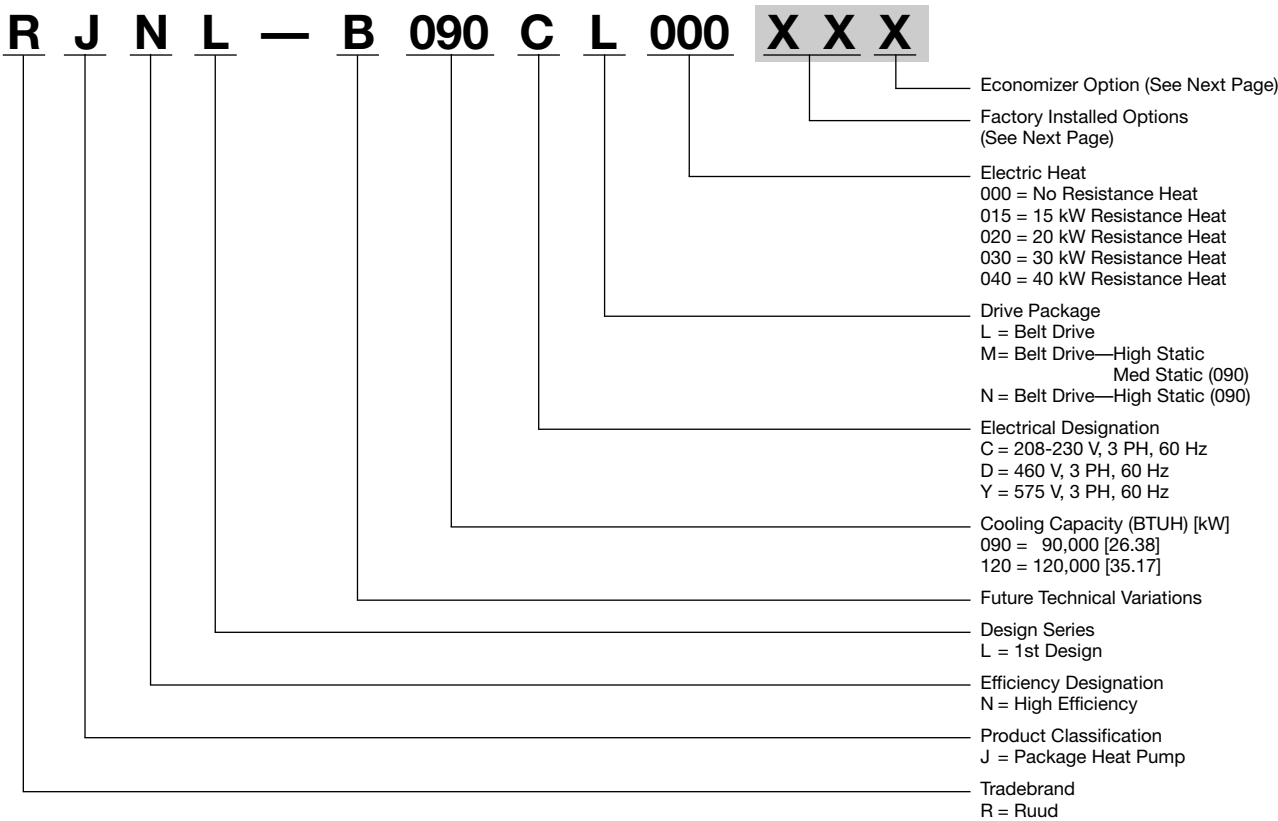 R J N L — B 090 C L 000 X X X
Economizer Option (See Next Page)
Factory Installed Options
(See Next Page)
Electric Heat
000 = No Resistance Heat
015 = 15 kW Resistance Heat
020 = 20 kW Resistance Heat
030 = 30 kW Resistance Heat
040 = 40 kW Resistance Heat
Drive Package
L = Belt Drive
M= Belt Drive—High Static
Med Static (090)
N = Belt Drive—High Static (090)
Electrical Designation
C = 208-230 V, 3 PH, 60 Hz
D = 460 V, 3 PH, 60 Hz
Y = 575 V, 3 PH, 60 Hz
Cooling Capacity (BTUH) [kW]
090 = 90,000 [26.38]
120 = 120,000 [35.17]
Future Technical Variations
Design Series
L = 1st Design
Efficiency Designation
N = High Efficiency
Product Classification
J = Package Heat Pump
Tradebrand
R = Ruud